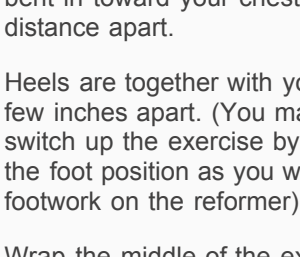 bent in toward your chest
distance apart.
Heels are together with yo
few inches apart. (You ma
switch up the exercise by
the foot position as you w
footwork on the reformer)
Wrap the middle of the ex